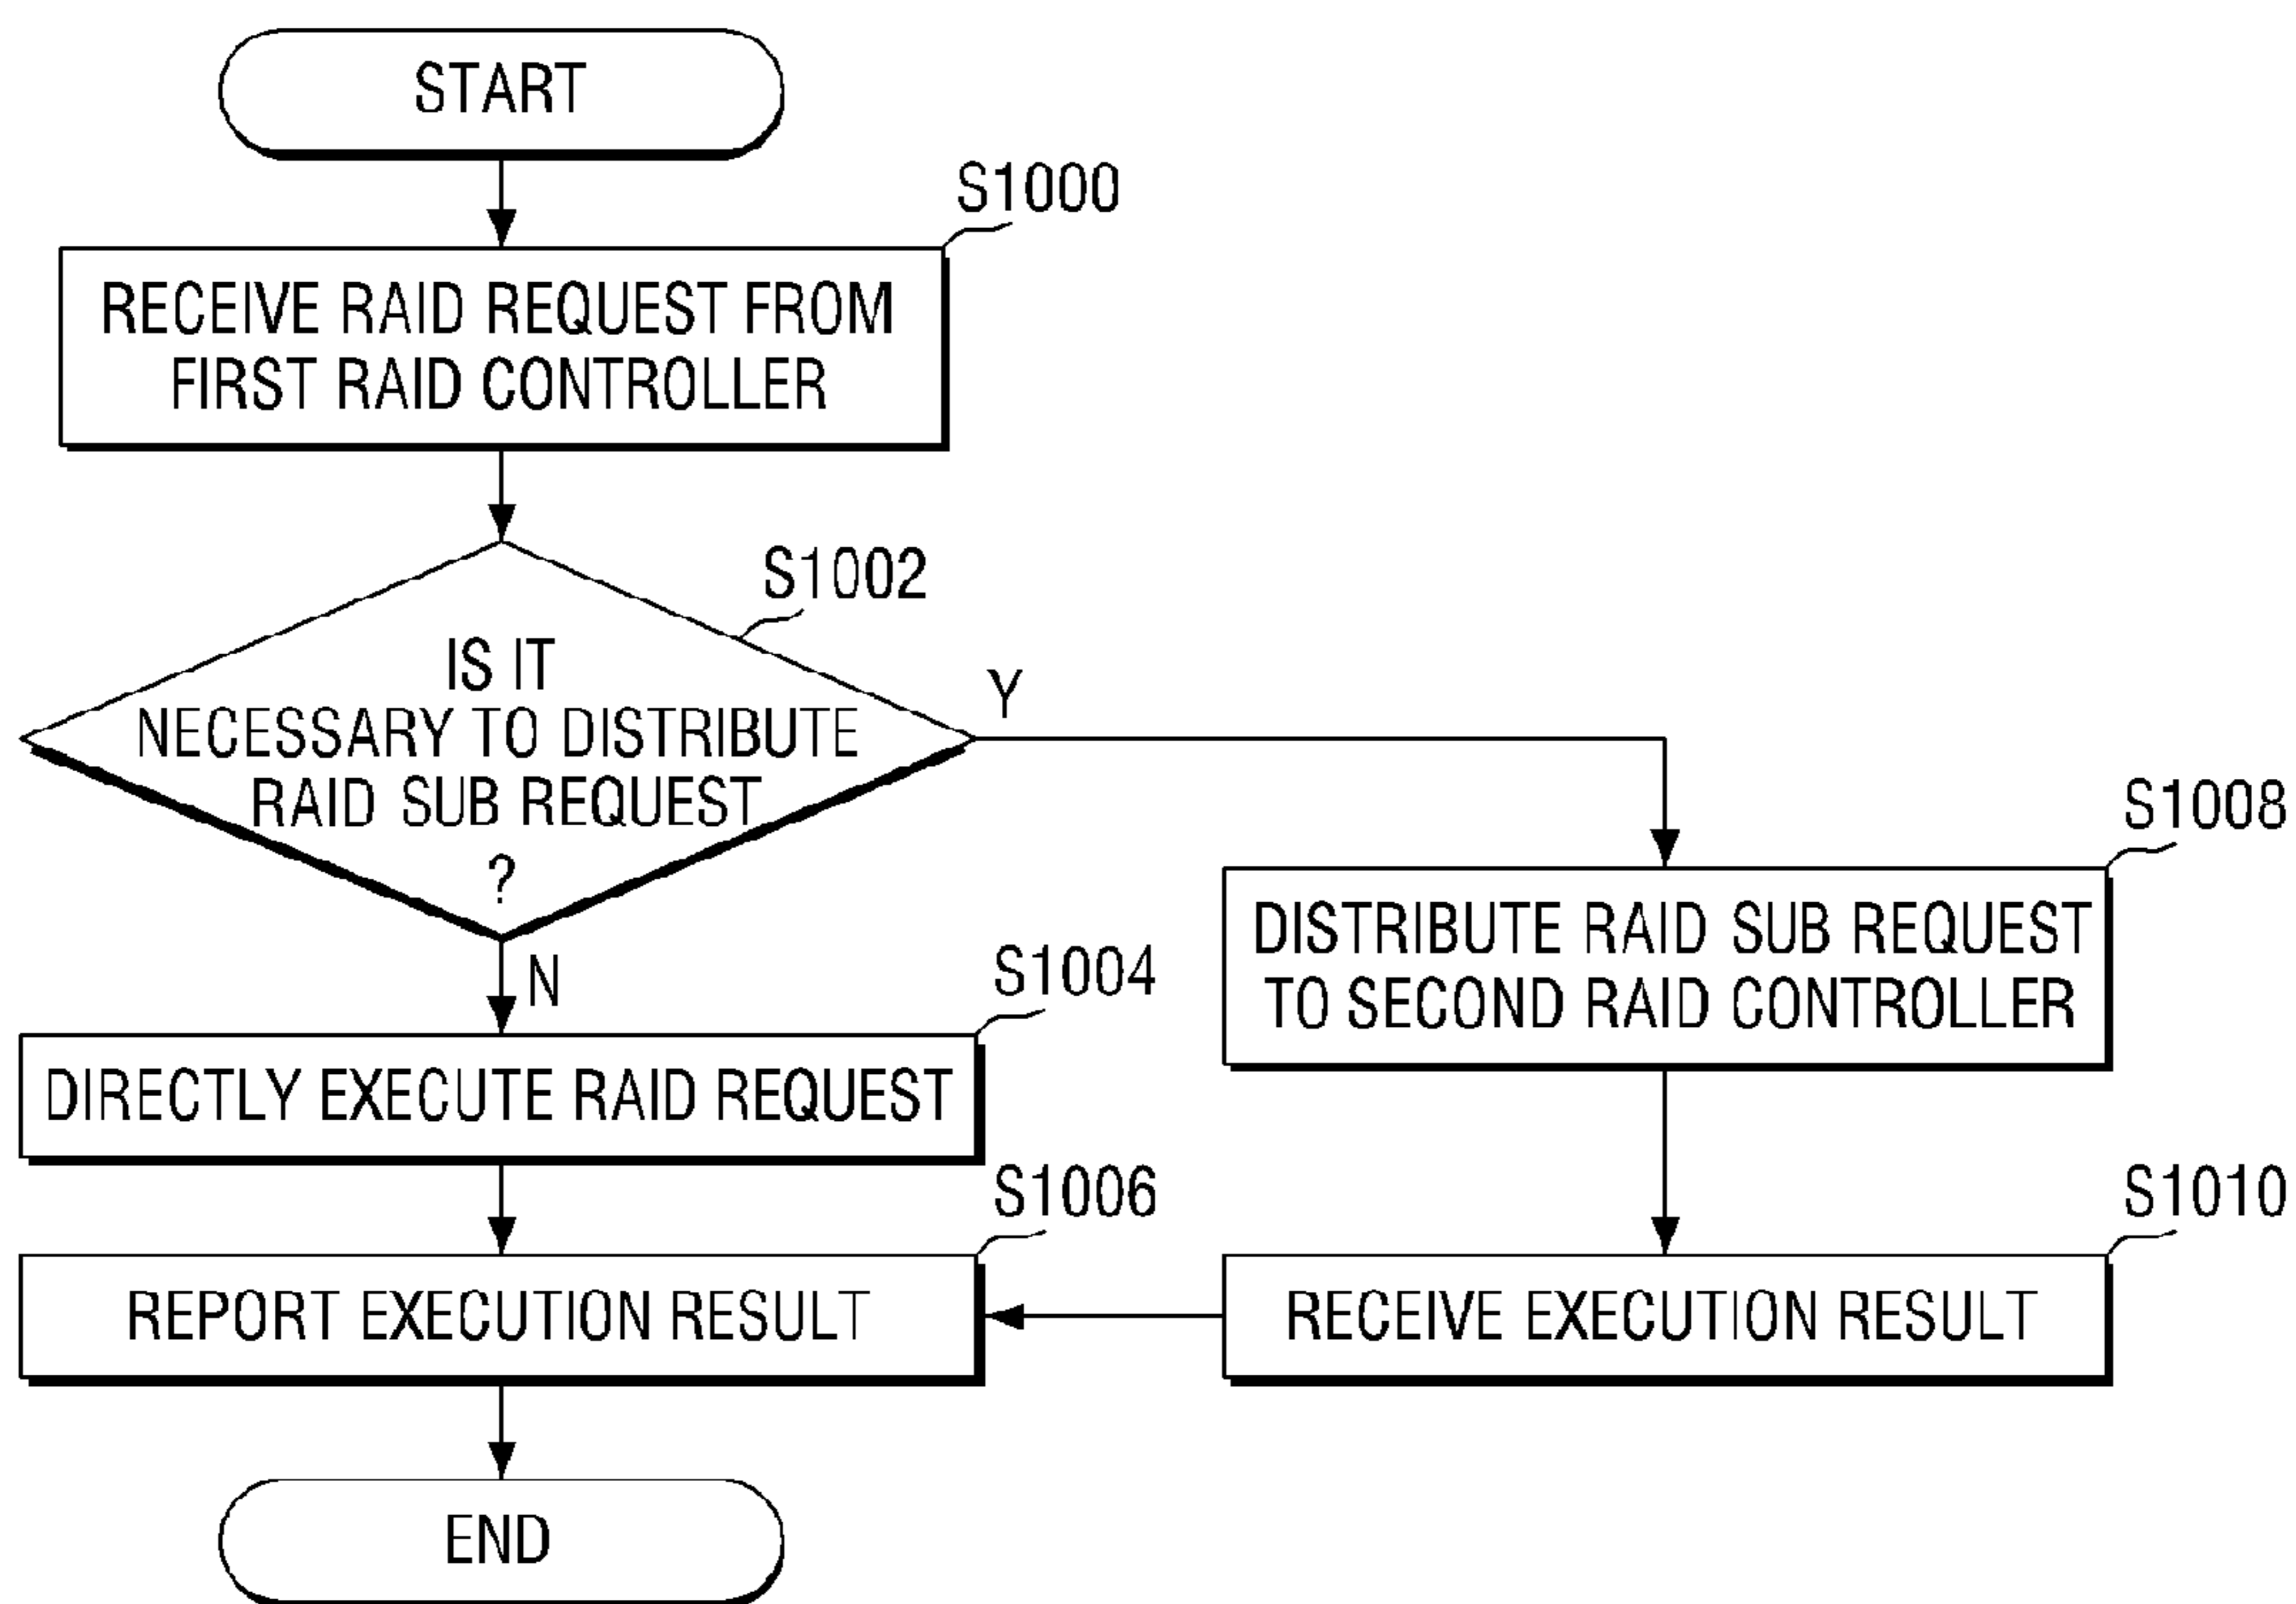 START
S1000
RECEIVE RAID REQUEST FROM
FIRST RAID CONTROLLER
S1002
IS IT
NECESSARY TO DISTRIBUTE
RAID SUB REQUEST
?
Y
N
S1004
DIRECTLY EXECUTE RAID REQUEST
S1006
REPORT EXECUTION RESULT
S1008
DISTRIBUTE RAID SUB REQUEST
TO SECOND RAID CONTROLLER
S1010
RECEIVE EXECUTION RESULT
END